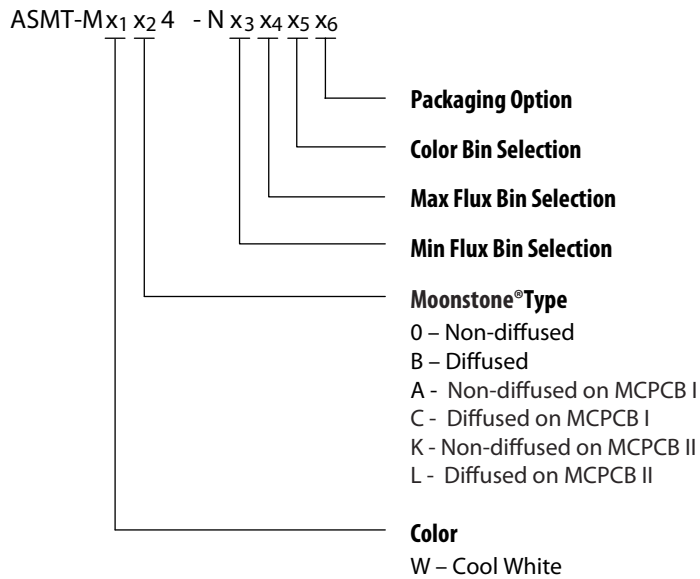 ASMT-Mx1 x2 4 - N x3 x4 x5 x6
Packaging Option
Color Bin Selection
Max Flux Bin Selection
Min Flux Bin Selection
Moonstone®Type
0 – Non-diffused
B – Diffused
A - Non-diffused on MCPCB I
C - Diffused on MCPCB I
K - Non-diffused on MCPCB II
L - Diffused on MCPCB II
Color
W – Cool White